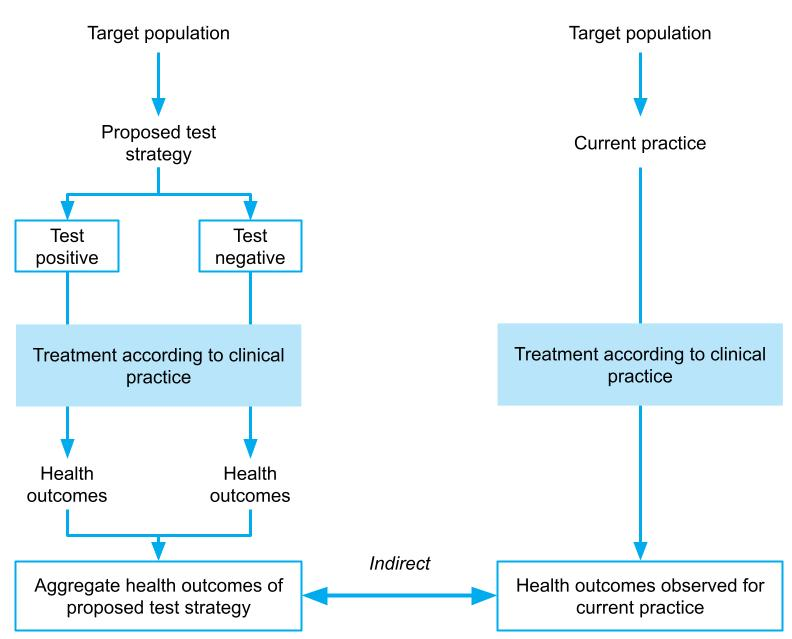 Target population
Proposed test
strategy
Test
positive
Test
negative
Treatment according to clinical
practice
Health
outcomes
Health
outcomes
Aggregate health outcomes of
proposed test strategy
Indirect
Target population
Current practice
Treatment according to clinical
practice
Health outcomes observed for
current practice